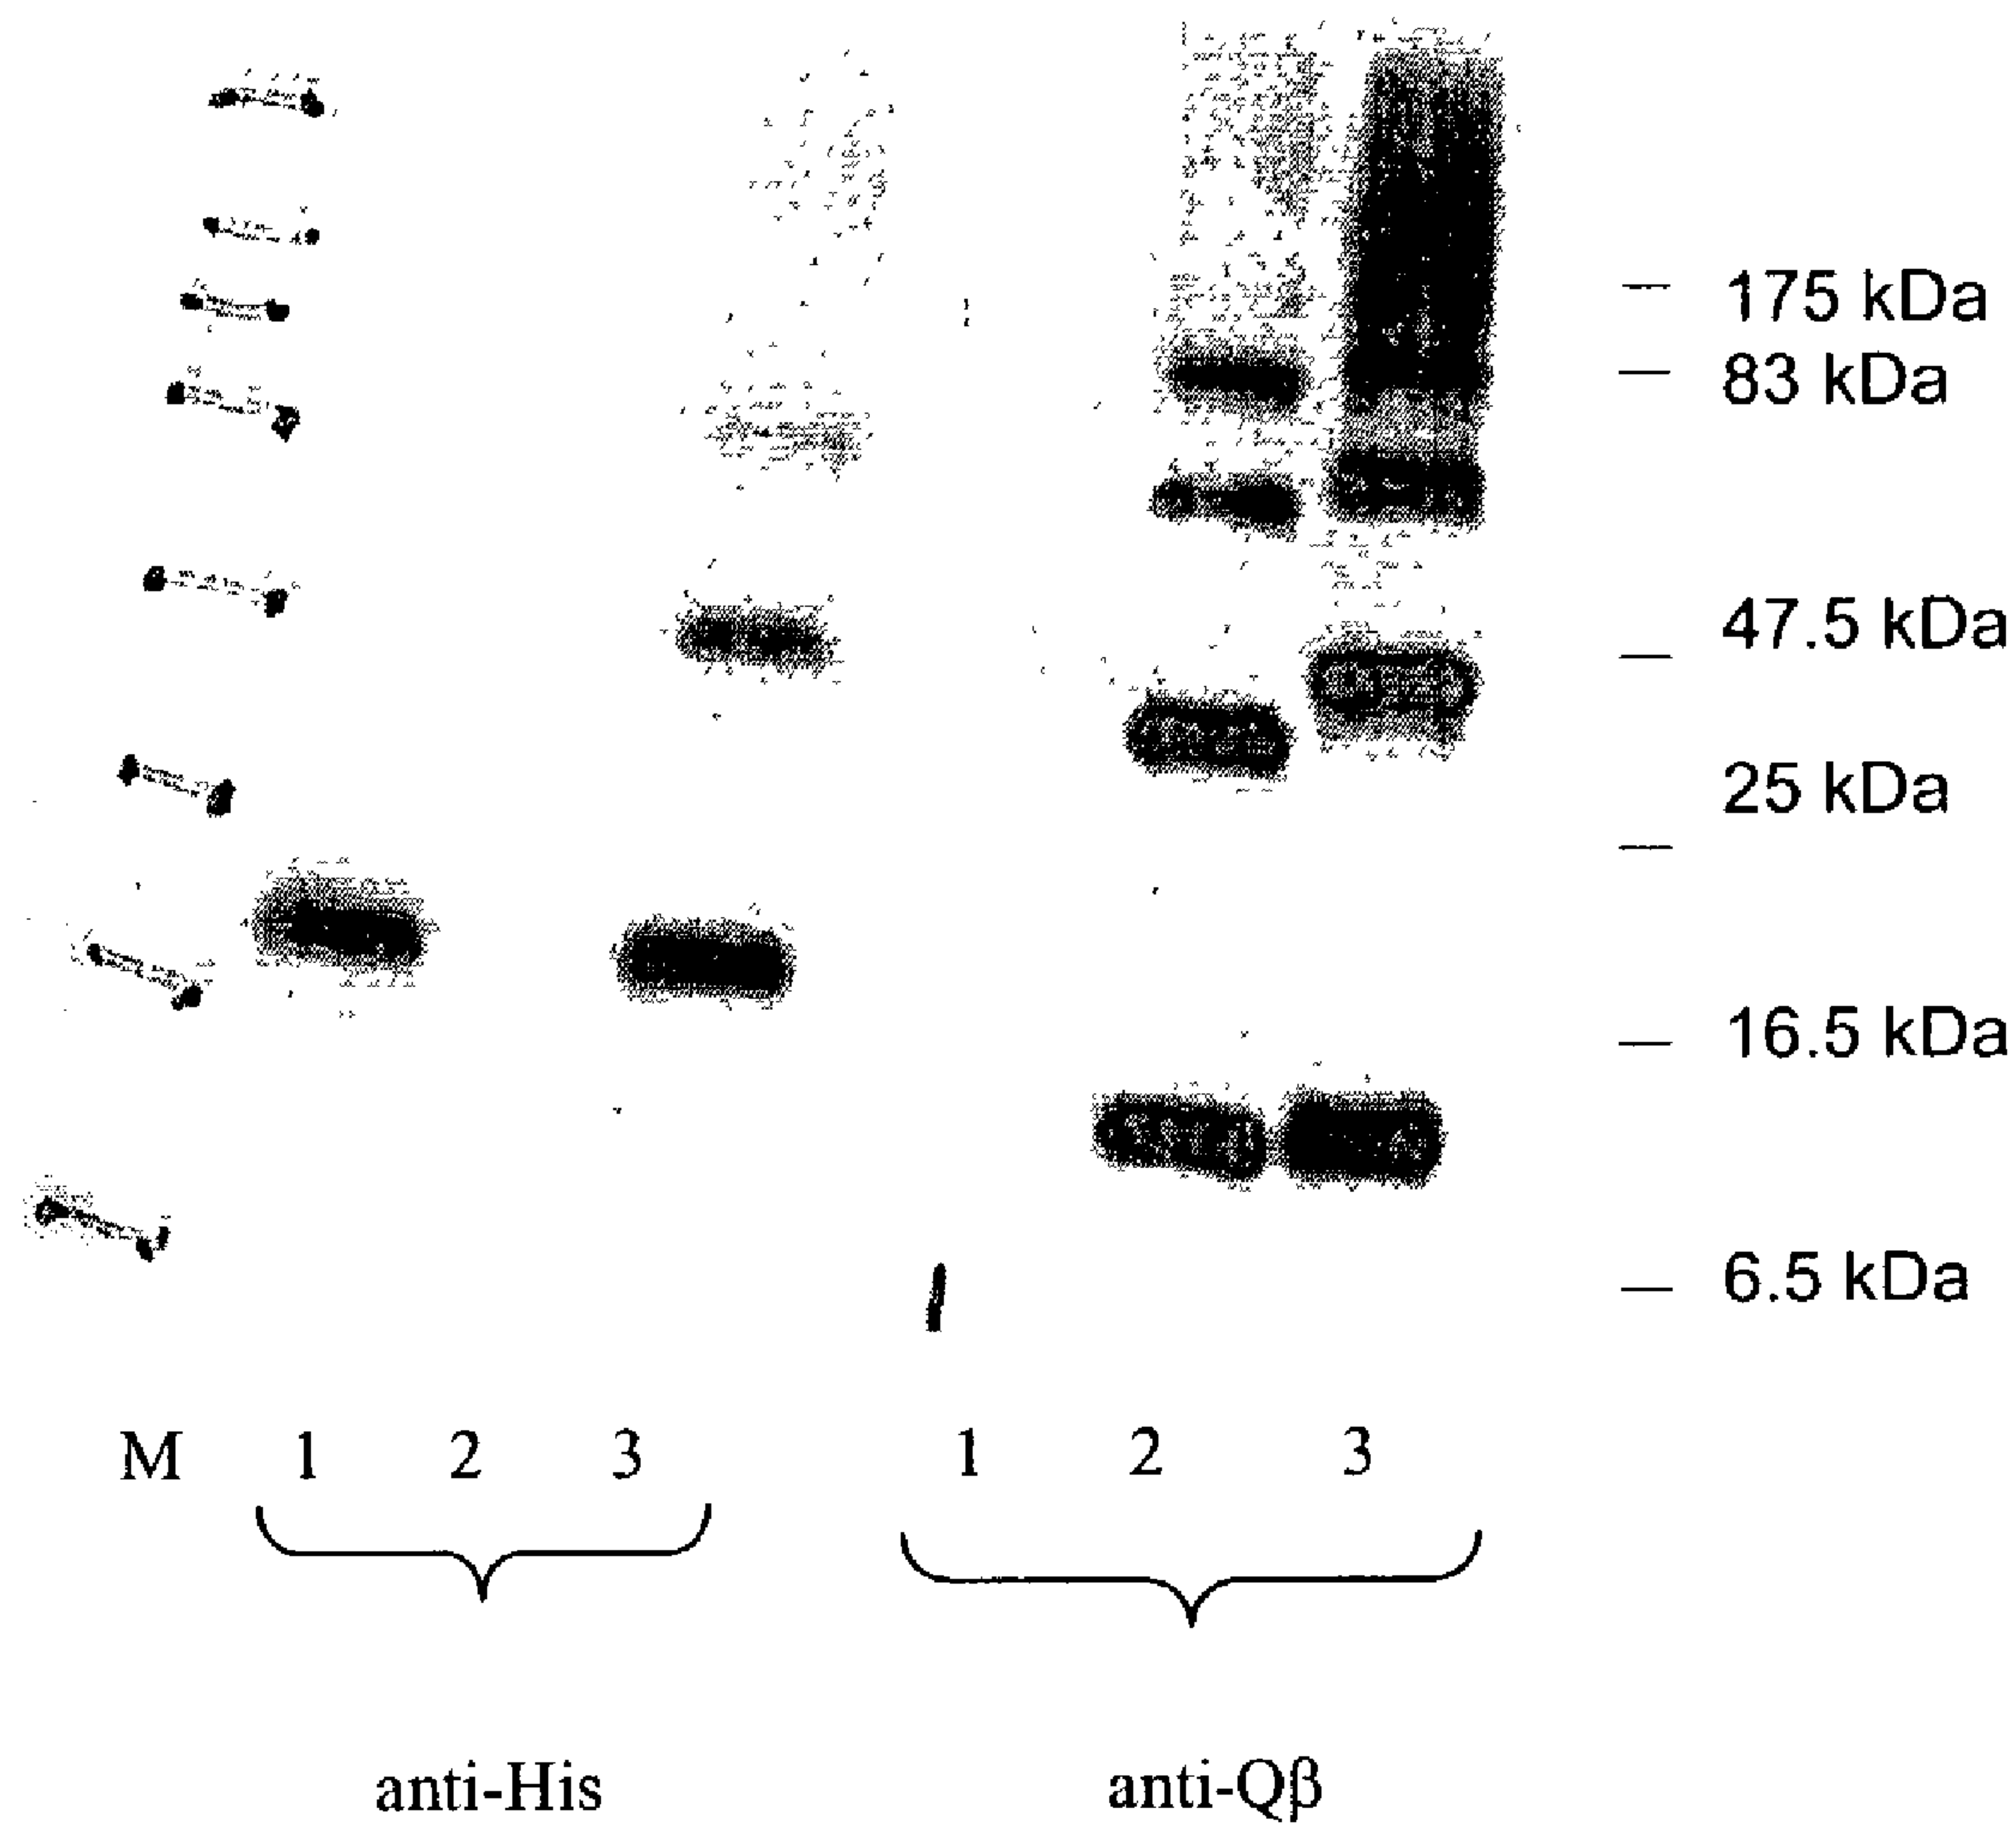 175 kDa
83 kDa
47.5 kDa
25 kDa
16.5 kDa
6.5 kDa
M 1 2 3 1 2 3
anti-His anti-Qβ